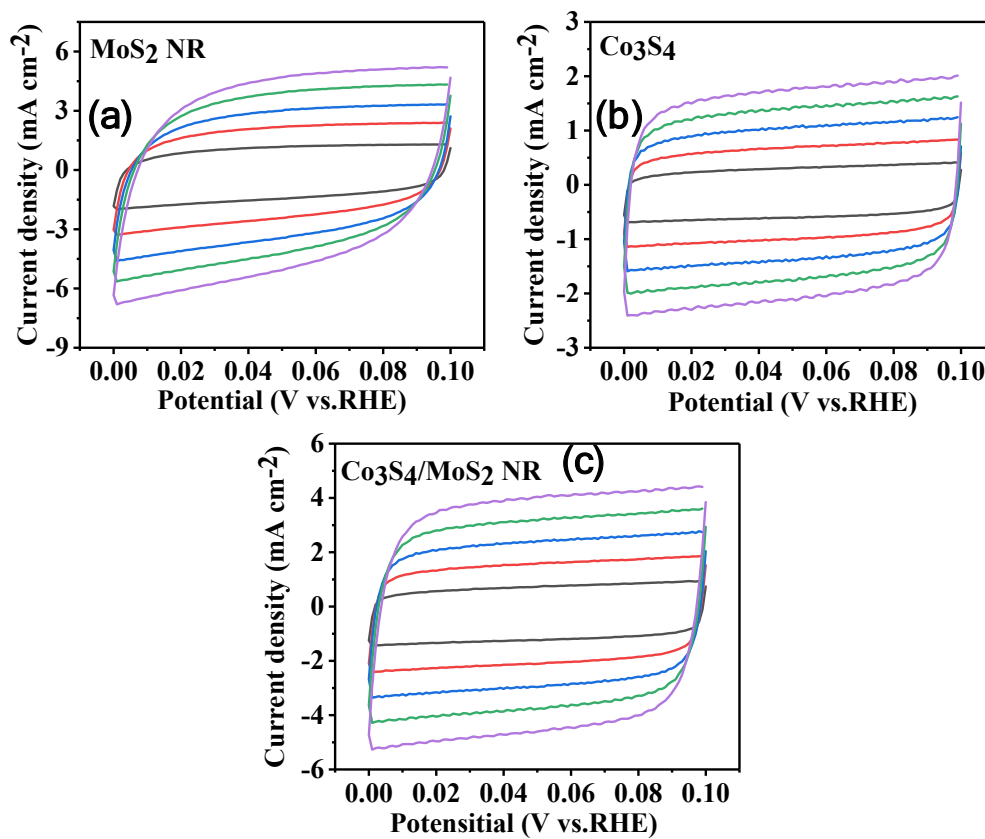 MoS2 NR
(a)
6
3
0
-3
-6
-9
0.00 0.02 0.04 0.06 0.08 0.10
Current density (mA cm-2)
Potential (V vs.RHE)
Co3S4
(b)
3
2
1
0
-1
-2
-3
0.00 0.02 0.04 0.06 0.08 0.10
Current density (mA cm-2)
Potential (V vs.RHE)
Co3S4/MoS2 NR
(c)
6
4
2
0
-2
-4
-6
0.00 0.02 0.04 0.06 0.08 0.10
Current density (mA cm-2)
Potensitial (V vs.RHE)